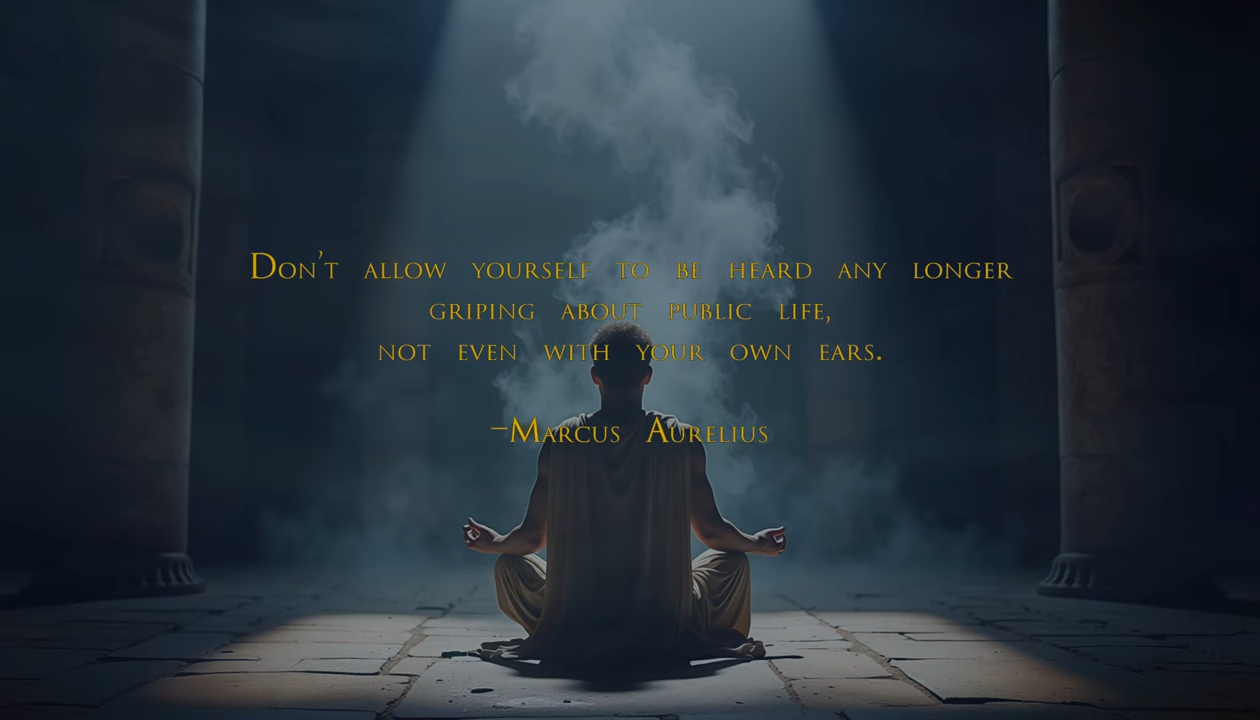 Don't allow yourself to be heard any longer
griping about public life,
not even with your own ears.
–Marcus Aurelius